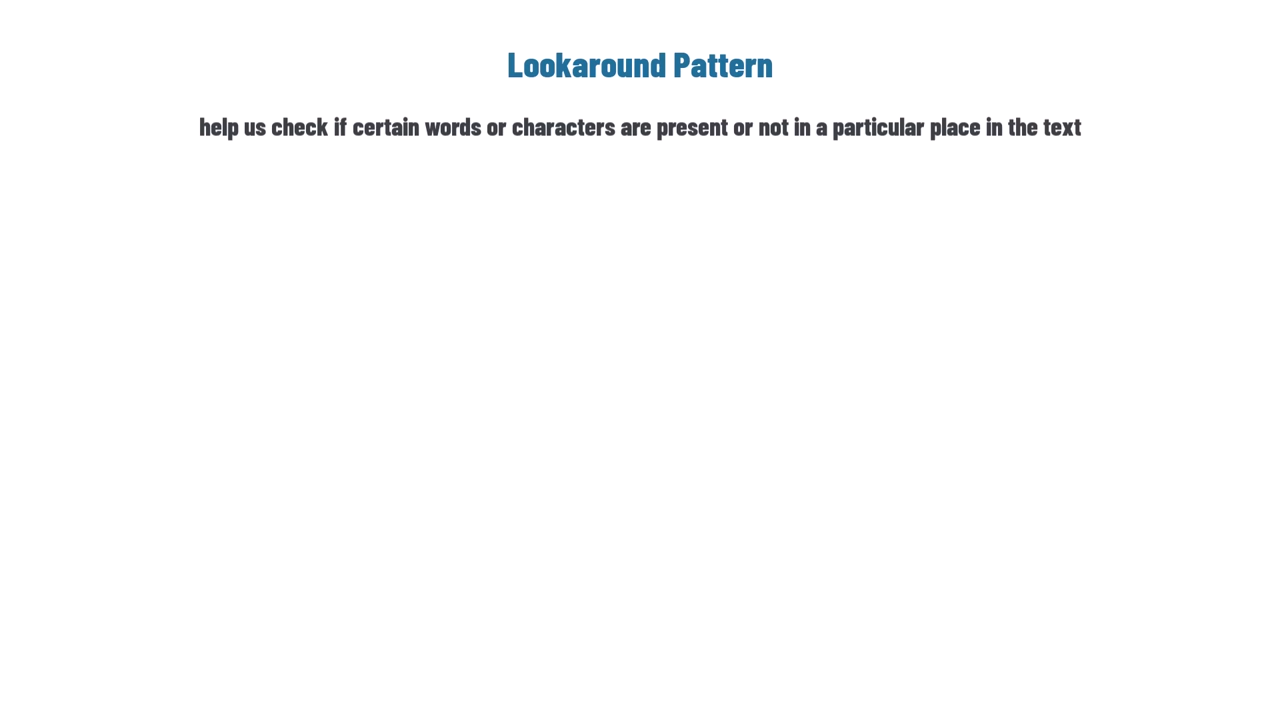 Lookaround Pattern
help us check if certain words or characters are present or not in a particular place in the text